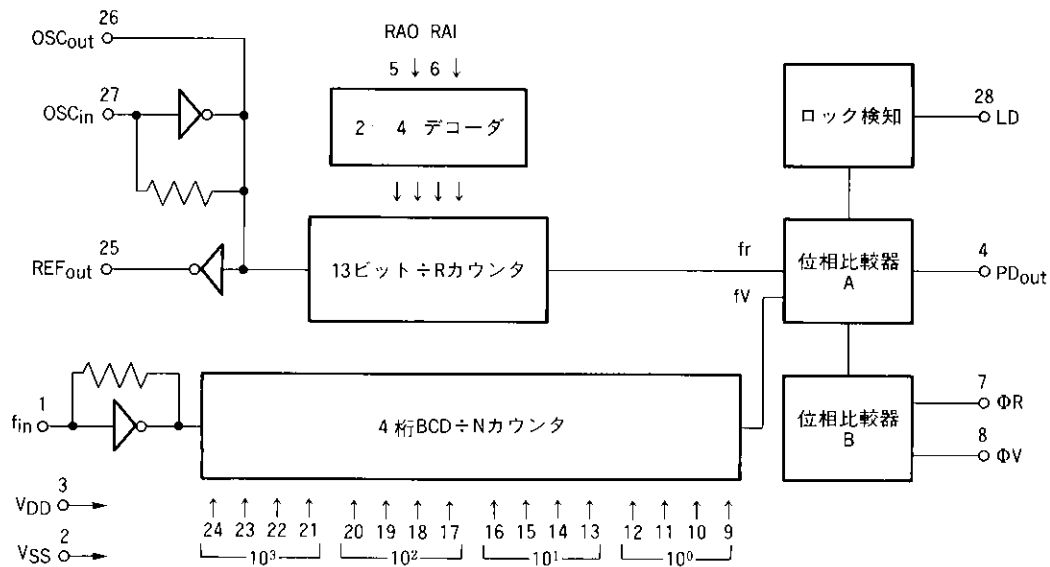 26
OSCout
27
OSCin
RA0 RA1
5 ↓ 6 ↓
2 4 デコーダ
↓ ↓ ↓ ↓
25
REFout
13ビット÷Rカウンタ
ロック検知
28
LD
fr
fV
位相比較器
A
4
PDout
1
fin
4桁BCD÷Nカウンタ
位相比較器
B
7
ΦR
8
ΦV
3
VDD
2
VSS
↑ ↑ ↑ ↑ ↑ ↑ ↑ ↑ ↑ ↑ ↑ ↑ ↑ ↑ ↑ ↑
24 23 22 21 20 19 18 17 16 15 14 13 12 11 10 9
10³ 10² 10¹ 10⁰